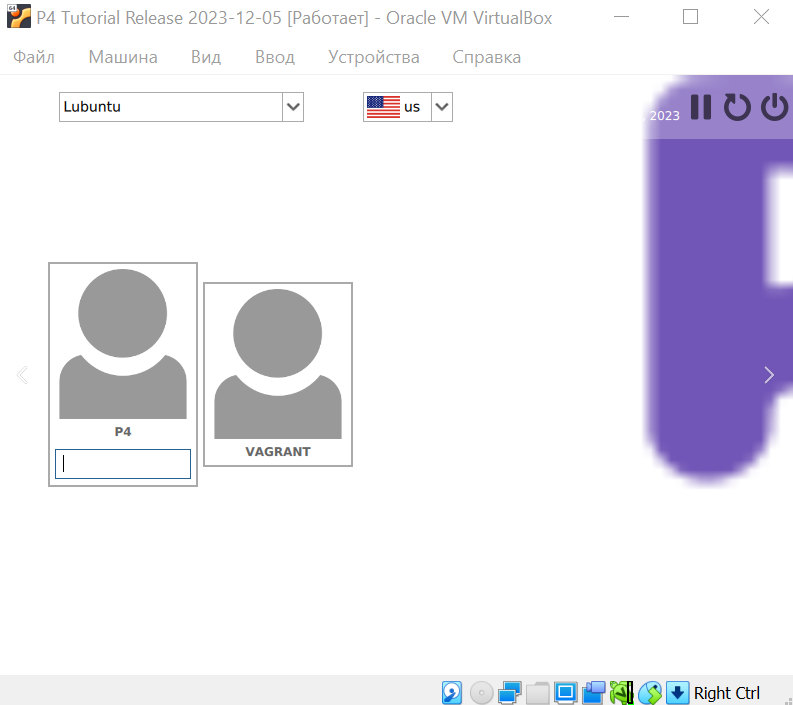 64
P4 Tutorial Release 2023-12-05 [Работает] - Oracle VM VirtualBox
Файл Машина Вид Ввод Устройства Справка
Lubuntu us
2023
P4
VAGRANT
Right Ctrl